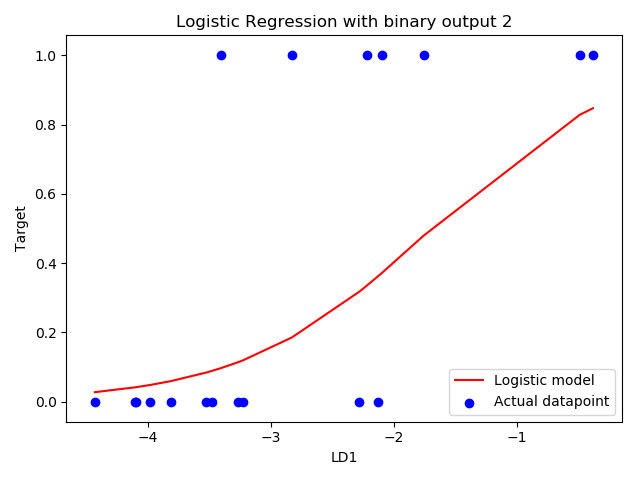 Logistic Regression with binary output 2
1.0
0.8
0.6
0.4
0.2
0.0
Target
−4
−3
−2
−1
LD1
Logistic model
Actual datapoint